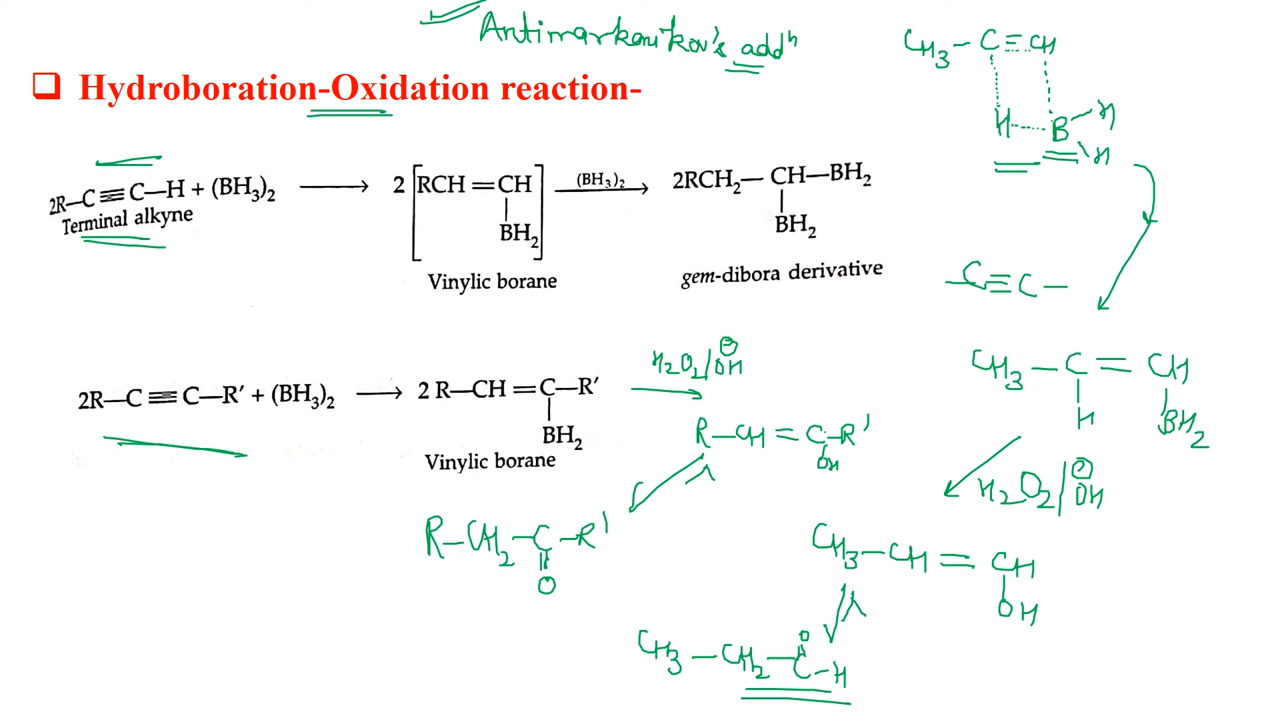 Antimarkonikov's addⁿ
❑ Hydroboration-Oxidation reaction-
CH₃–C≡CH
H-----B–H
H
2R–C≡C–H + (BH₃)₂ ⟶ 2[RCH=CH ⟶ 2RCH₂–CH–BH₂
(BH₃)₂
BH₂]
BH₂
Terminal alkyne
Vinylic borane
gem-dibora derivative
–C≡C–
2R–C≡C–R′ + (BH₃)₂ ⟶ 2 R–CH=C–R′
BH₂
Vinylic borane
H₂O₂/OH⊖
R–CH=C–R'
OH
R–CH₂–C–R'
O
CH₃–C=CH
H BH₂
H₂O₂/OH⊖
CH₃–CH=CH
OH
O
CH₃–CH₂–C–H